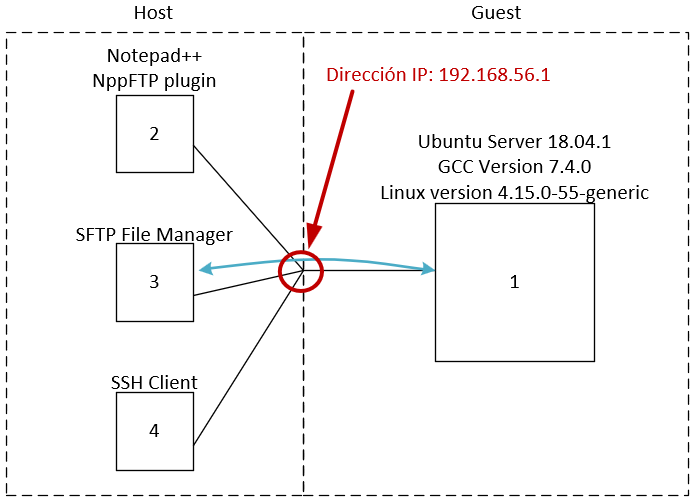 Host
Guest
Notepad++
NppFTP plugin
2
Dirección IP: 192.168.56.1
Ubuntu Server 18.04.1
GCC Version 7.4.0
Linux version 4.15.0-55-generic
SFTP File Manager
3
1
SSH Client
4